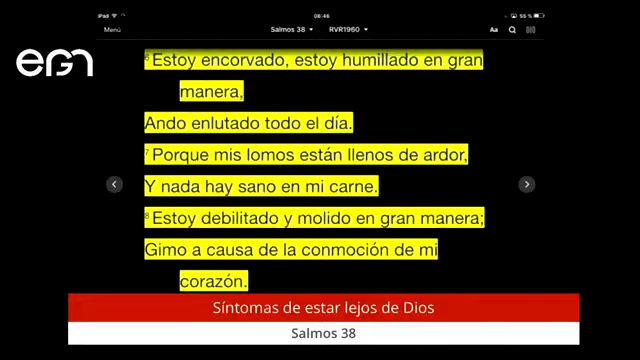 iPad 08:46 55 %
Menú Salmos 38 RVR1960 Aa
ergn
6 Estoy encorvado, estoy humillado en gran
manera,
Ando enlutado todo el día.
7 Porque mis lomos están llenos de ardor,
Y nada hay sano en mi carne.
8 Estoy debilitado y molido en gran manera;
Gimo a causa de la conmoción de mi
corazón.
Síntomas de estar lejos de Dios
Salmos 38